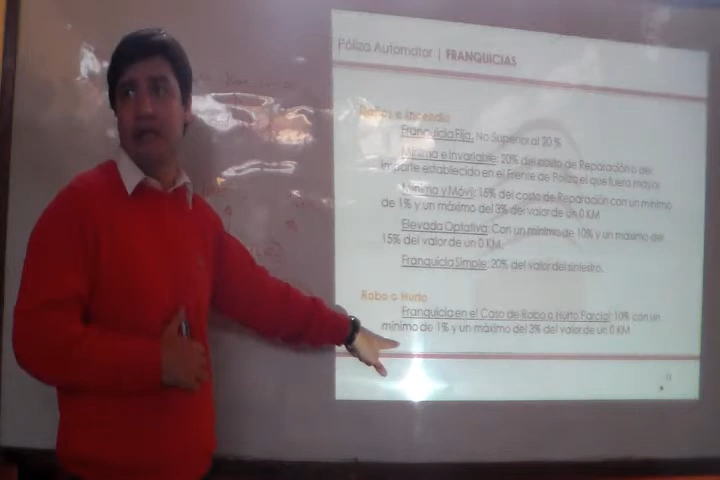 Póliza Automotor | FRANQUICIAS
Daños e Incendio
Franquicia Fija: No Superior al 20 %
Mínima e Invariable: 20% del costo de Reparación o del
importe establecido en el Frente de Póliza el que fuera mayor
Mínima y Móvil: 15% del costo de Reparación con un mínimo
de 1% y un máximo del 3% del valor de un 0 KM
Elevada Optativa: Con un mínimo de 10% y un máximo del
15% del valor de un 0 KM.
Franquicia Simple: 20% del valor del siniestro.
Robo o Hurto
Franquicia en el Caso de Robo o Hurto Parcial: 10% con un
mínimo de 1% y un máximo del 3% del valor de un 0 KM